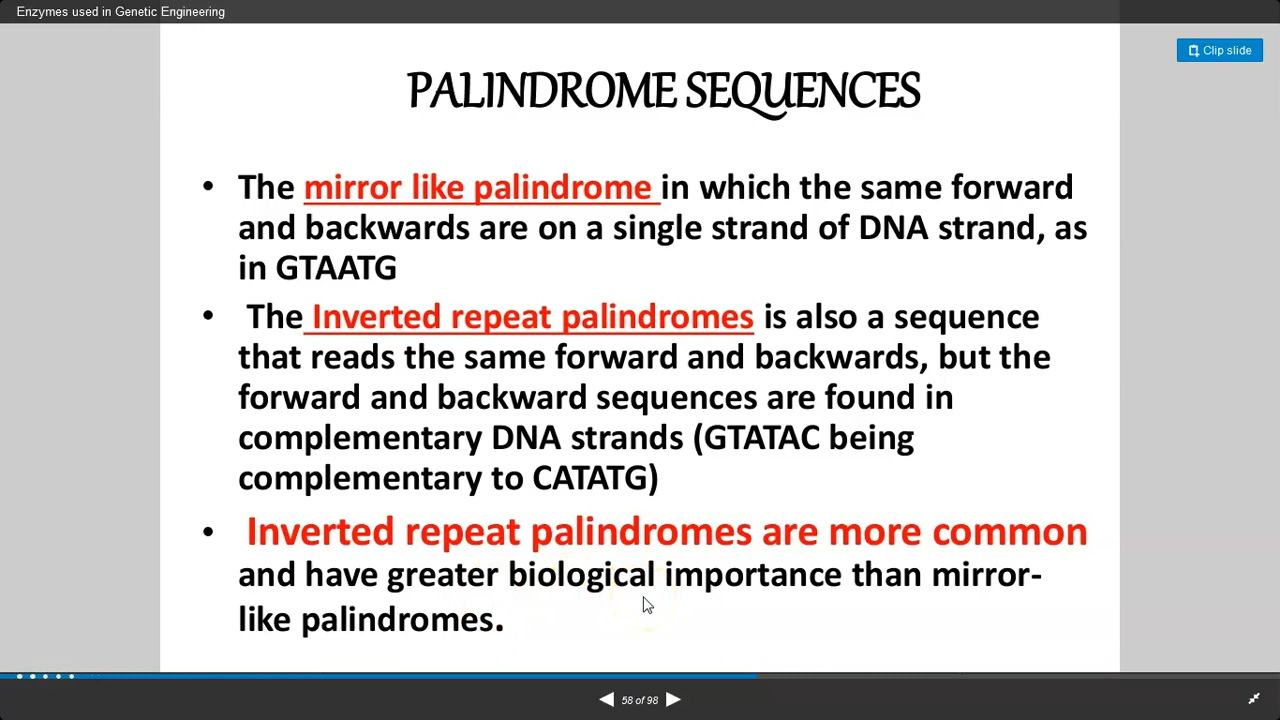 Enzymes used in Genetic Engineering
Clip slide
PALINDROME SEQUENCES
• The mirror like palindrome in which the same forward
and backwards are on a single strand of DNA strand, as
in GTAATG
• The Inverted repeat palindromes is also a sequence
that reads the same forward and backwards, but the
forward and backward sequences are found in
complementary DNA strands (GTATAC being
complementary to CATATG)
• Inverted repeat palindromes are more common
and have greater biological importance than mirror-
like palindromes.
58 of 98